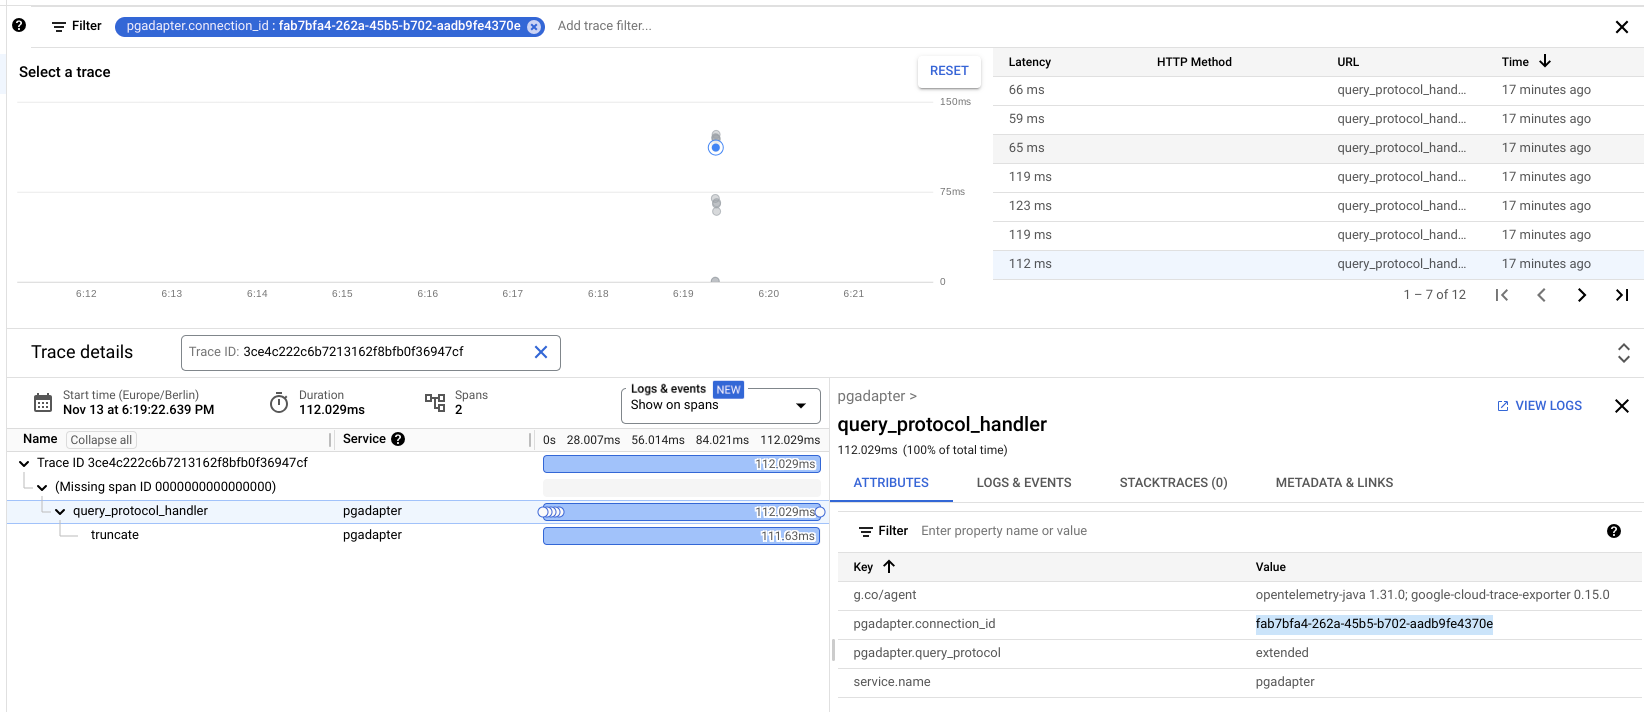 Filter pgadapter.connection_id : fab7bfa4-262a-45b5-b702-aadb9fe4370e Add trace filter...
Select a trace
RESET
150ms
75ms
0
6:12 6:13 6:14 6:15 6:16 6:17 6:18 6:19 6:20 6:21
Latency HTTP Method URL Time
66 ms query_protocol_hand... 17 minutes ago
59 ms query_protocol_hand... 17 minutes ago
65 ms query_protocol_hand... 17 minutes ago
119 ms query_protocol_hand... 17 minutes ago
123 ms query_protocol_hand... 17 minutes ago
119 ms query_protocol_hand... 17 minutes ago
112 ms query_protocol_hand... 17 minutes ago
1 – 7 of 12
Trace details Trace ID: 3ce4c222c6b7213162f8bfb0f36947cf
Start time (Europe/Berlin)
Nov 13 at 6:19:22.639 PM
Duration
112.029ms
Spans
2
Logs & events NEW
Show on spans
Name Collapse all Service 0s 28.007ms 56.014ms 84.021ms 112.029ms
Trace ID 3ce4c222c6b7213162f8bfb0f36947cf 112.029ms
(Missing span ID 0000000000000000)
query_protocol_handler pgadapter 112.029ms
truncate pgadapter 111.63ms
pgadapter >
query_protocol_handler
112.029ms (100% of total time)
VIEW LOGS
ATTRIBUTES LOGS & EVENTS STACKTRACES (0) METADATA & LINKS
Filter Enter property name or value
Key Value
g.co/agent opentelemetry-java 1.31.0; google-cloud-trace-exporter 0.15.0
pgadapter.connection_id fab7bfa4-262a-45b5-b702-aadb9fe4370e
pgadapter.query_protocol extended
service.name pgadapter